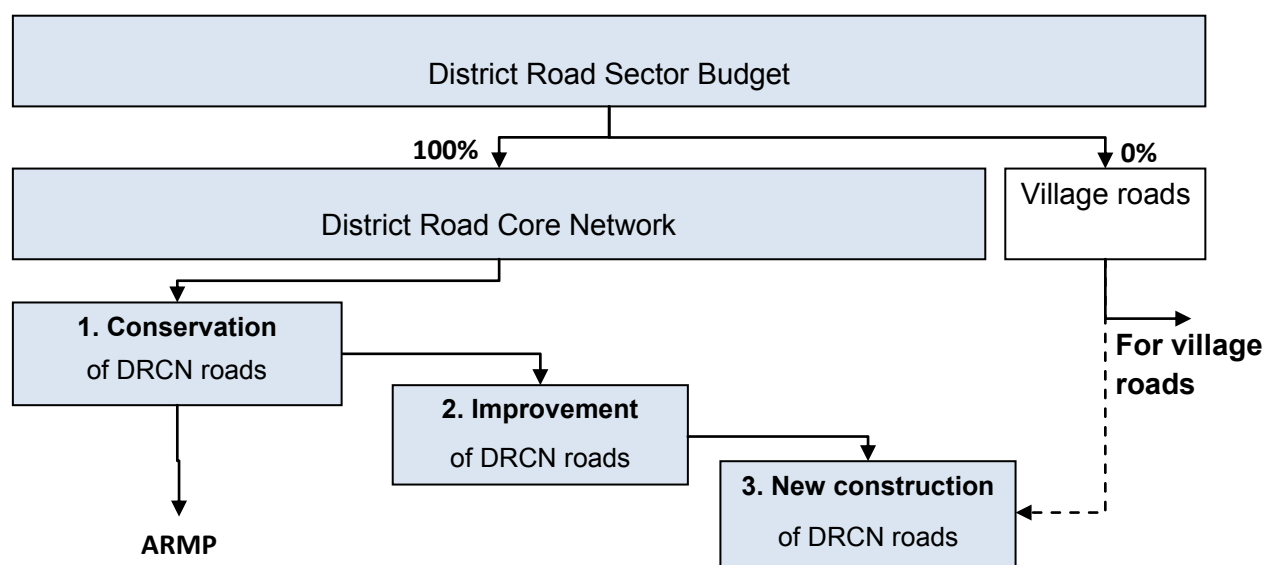 District Road Sector Budget
100%
0%
District Road Core Network
Village roads
1. Conservation
of DRCN roads
For village
roads
2. Improvement
of DRCN roads
3. New construction
of DRCN roads
ARMP